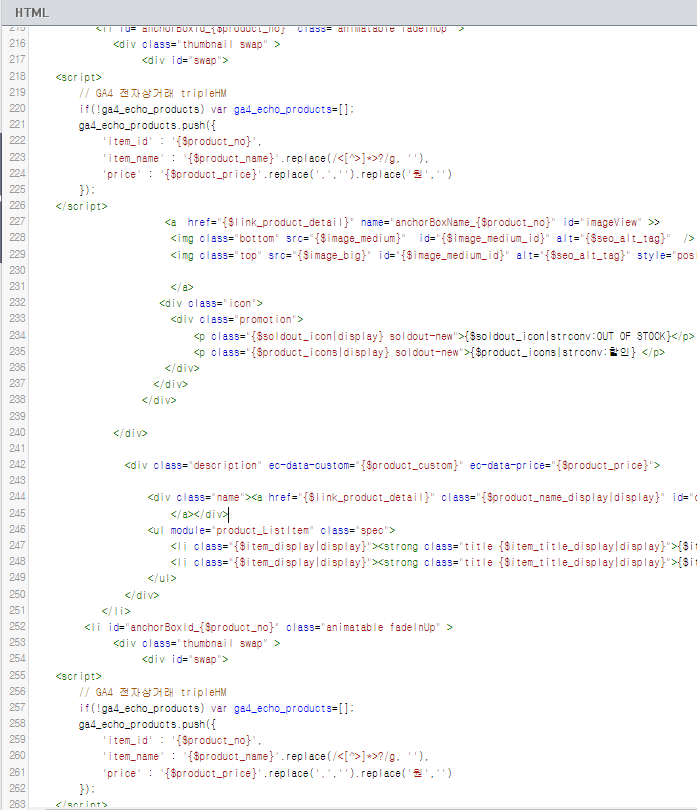 HTML
215 <li id="anchorBoxId_{$product_no}" class="animatable fadeInUp" >
216 <div class="thumbnail swap" >
217 <div id="swap">
218 <script>
219 // GA4 전자상거래 tripleHM
220 if(!ga4_echo_products) var ga4_echo_products=[];
221 ga4_echo_products.push({
222 'item_id' : '{$product_no}',
223 'item_name' : '{$product_name}'.replace(/<[^>]*>?/g, ''),
224 'price' : '{$product_price}'.replace(',','').replace('원','')
225 });
226 </script>
227 <a href="{$link_product_detail}" name="anchorBoxName_{$product_no}" id="imageView" >>
228 <img class="bottom" src="{$image_medium}" id="{$image_medium_id}" alt="{$seo_alt_tag}" />
229 <img class="top" src="{$image_big}" id="{$image_medium_id}" alt="{$seo_alt_tag}" style="posi
230
231 </a>
232 <div class="icon">
233 <div class="promotion">
234 <p class="{$soldout_icon|display} soldout-new">{$soldout_icon|strconv:OUT OF STOCK}</p>
235 <p class="{$product_icons|display} soldout-new">{$product_icons|strconv:할인} </p>
236 </div>
237 </div>
238 </div>
239
240 </div>
241
242 <div class="description" ec-data-custom="{$product_custom}" ec-data-price="{$product_price}">
243
244 <div class="name"><a href="{$link_product_detail}" class="{$product_name_display|display}" id="
245 </a></div>
246 <ul module="product_ListItem" class="spec">
247 <li class="{$item_display|display}"><strong class="title {$item_title_display|display}">{$it
248 <li class="{$item_display|display}"><strong class="title {$item_title_display|display}">{$it
249 </ul>
250 </div>
251 </li>
252 <li id="anchorBoxId_{$product_no}" class="animatable fadeInUp" >
253 <div class="thumbnail swap" >
254 <div id="swap">
255 <script>
256 // GA4 전자상거래 tripleHM
257 if(!ga4_echo_products) var ga4_echo_products=[];
258 ga4_echo_products.push({
259 'item_id' : '{$product_no}',
260 'item_name' : '{$product_name}'.replace(/<[^>]*>?/g, ''),
261 'price' : '{$product_price}'.replace(',','').replace('원','')
262 });
263 </script>